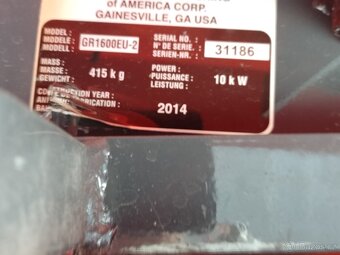 of AMERICA CORP.
GAINESVILLE, GA USA
MODEL:
MODELE:
MODELL:
GR1600EU-2
SERIAL NO.:
N° DE SERIE.:
SERIEN-NR.:
31186
MASS:
MASSE:
GEWICHT:
415 kg
POWER:
PUISSANCE:
LEISTUNG:
10 kW
CONSTRUCTION YEAR:
2014